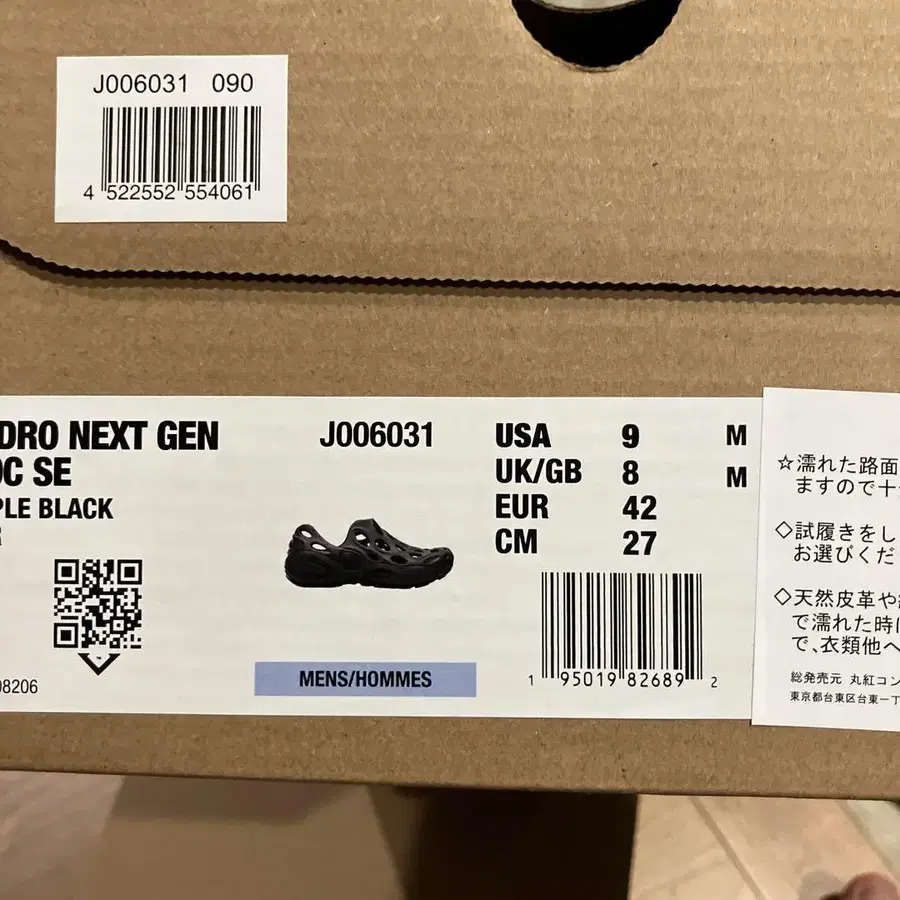 J006031 090
4 522552 554061
DRO NEXT GEN
C SE
PLE BLACK
J006031
USA 9 M
UK/GB 8 M
EUR 42
CM 27
MENS/HOMMES
08206
1 95019 82689 2
☆濡れた路面
ますので十
◇試履きをし
お選びくだ
◇天然皮革や
で濡れた時
で、衣類他へ
総発売元 丸紅コン
東京都台東区台東一丁